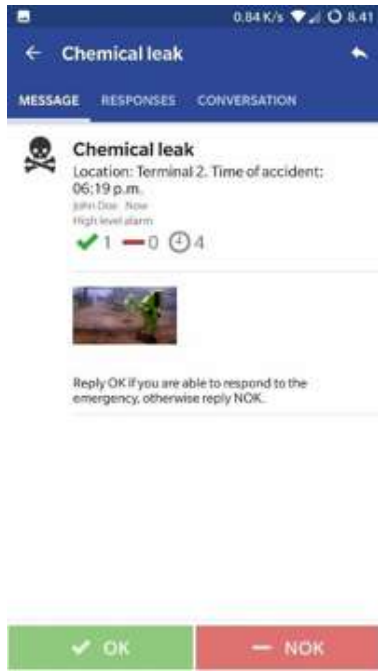 0.84 K/s 8.41
Chemical leak
MESSAGE RESPONSES CONVERSATION
Chemical leak
Location: Terminal 2. Time of accident:
06:19 p.m.
John Doe Now
High level alarm
1 0 4
Reply OK if you are able to respond to the
emergency, otherwise reply NOK.
OK NOK